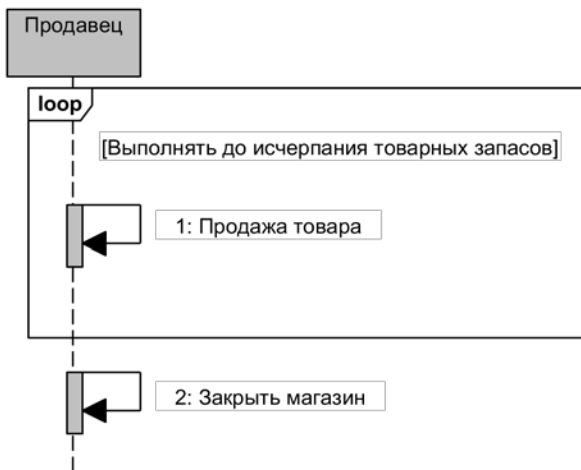 Продавец
loop
[Выполнять до исчерпания товарных запасов]
1: Продажа товара
2: Закрыть магазин